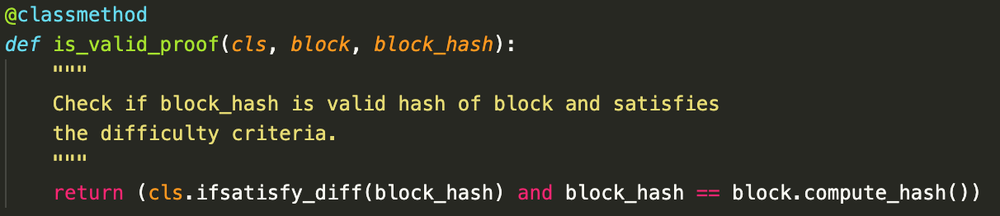 @classmethod
def is_valid_proof(cls, block, block_hash):
    """
    Check if block_hash is valid hash of block and satisfies
    the difficulty criteria.
    """
    return (cls.ifsatisfy_diff(block_hash) and block_hash == block.compute_hash())